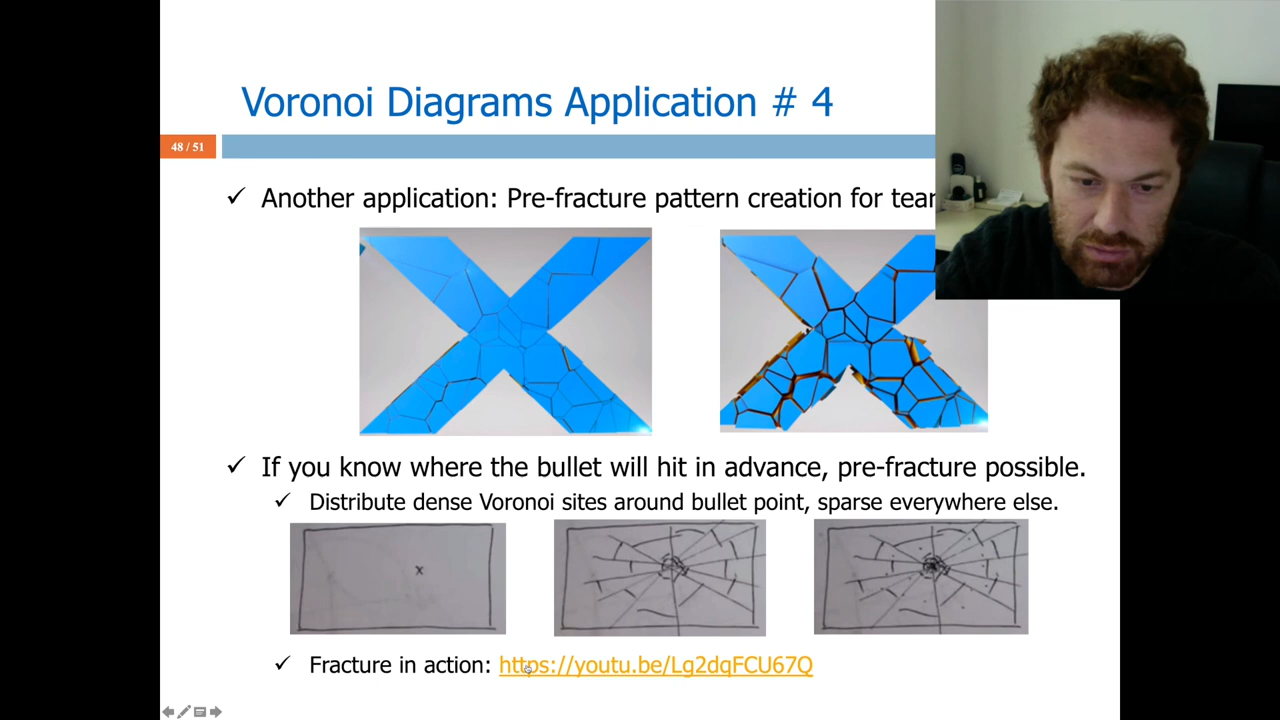 Voronoi Diagrams Application # 4
48 / 51
✓ Another application: Pre-fracture pattern creation for
✓ If you know where the bullet will hit in advance, pre-fracture possible.
✓ Distribute dense Voronoi sites around bullet point, sparse everywhere else.
x
✓ Fracture in action: https://youtu.be/Lg2dqFCU67Q